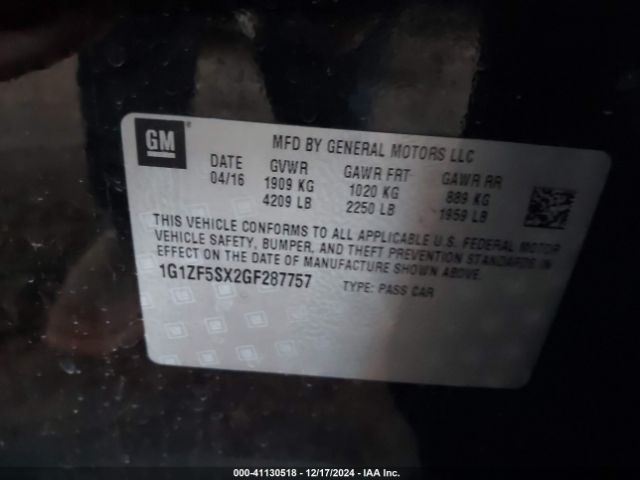 GM
MFD BY GENERAL MOTORS LLC
DATE GVWR GAWR FRT GAWR RR
04/16 1909 KG 1020 KG 889 KG
4209 LB 2250 LB 1959 LB
THIS VEHICLE CONFORMS TO ALL APPLICABLE U.S. FEDERAL MOTOR
VEHICLE SAFETY, BUMPER, AND THEFT PREVENTION STANDARDS IN
EFFECT ON THE DATE OF MANUFACTURE SHOWN ABOVE.
1G1ZF5SX2GF287757 TYPE: PASS CAR
000-41130518 - 12/17/2024 - IAA Inc.